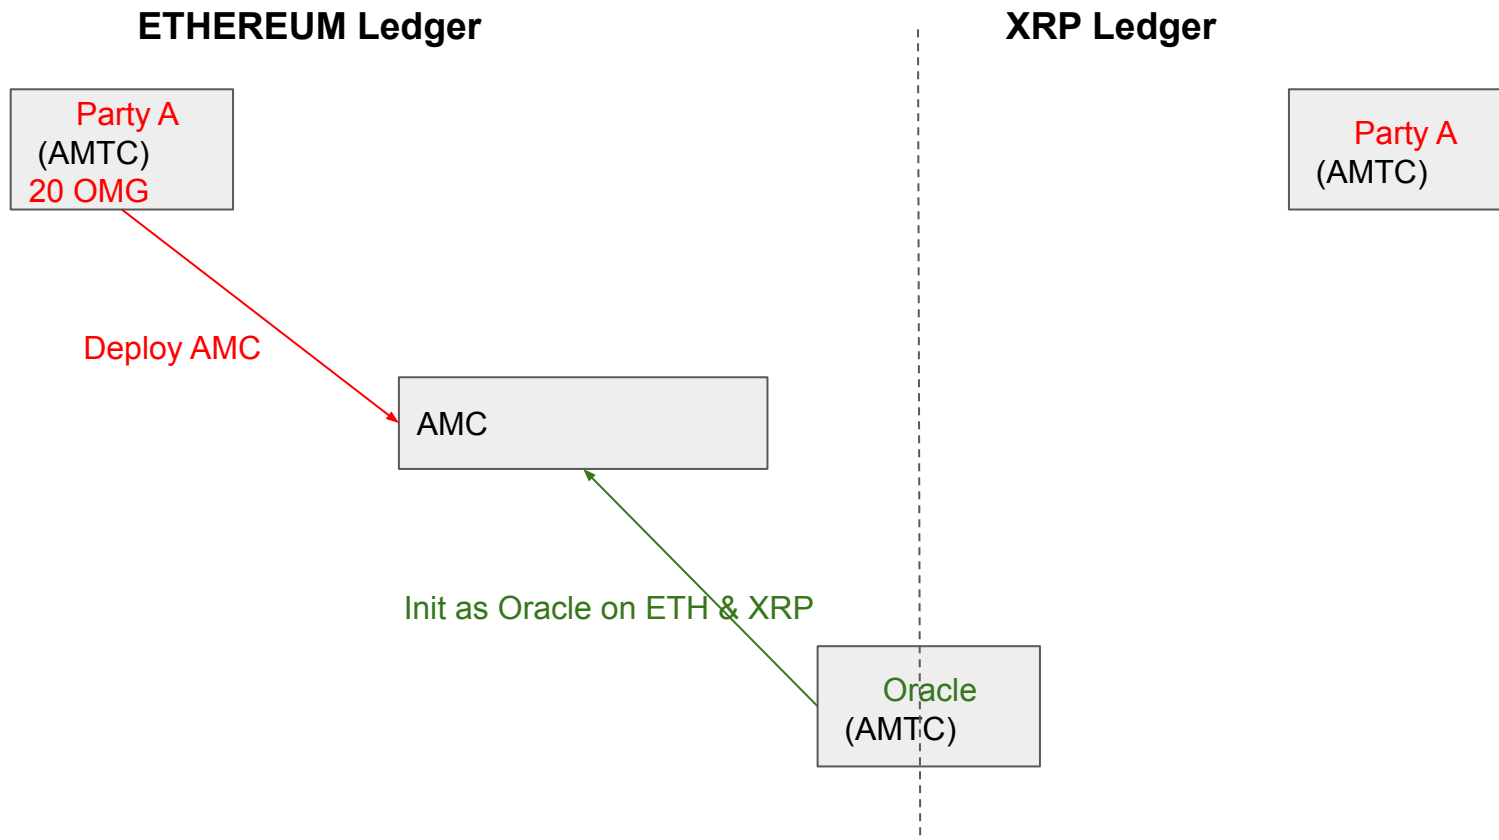 ETHEREUM Ledger
XRP Ledger
Party A
(AMTC)
20 OMG
Party A
(AMTC)
Deploy AMC
AMC
Init as Oracle on ETH & XRP
Oracle
(AMTC)